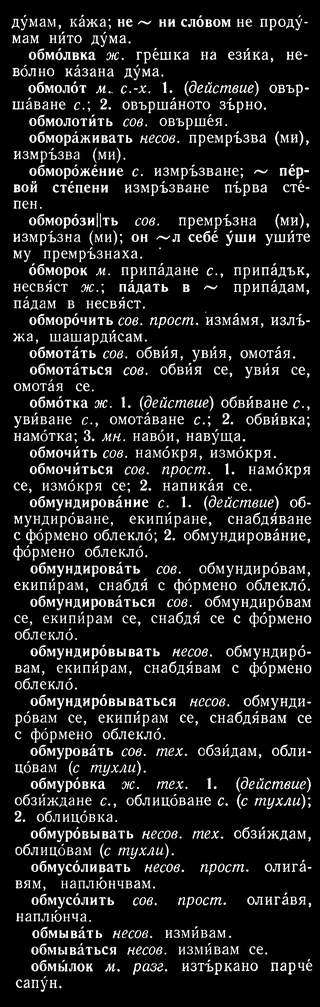 ду́мам, ка́жа; не ~ ни сло́вом не проду́-
мам ни́то ду́ма.
обмо́лвка ж. гре́шка на ези́ка, не-
во́лно ка́зана ду́ма.
обмоло́т м. с.-х. 1. (действие) овър-
ша́ване с.; 2. овърша́ното зъ́рно.
обмолоти́ть сов. овърше́я.
обмора́живать несов. премръ́зва (ми),
измръ́зва (ми).
обморо́же́ние с. измръ́зване; ~ пе́р-
вой сте́пени измръ́зване пъ́рва сте́-
пен.
обморо́зи||ть сов. премръ́зна (ми),
измръ́зна (ми); он ~л себе́ у́ши уши́те
му премръ́знаха.
о́бморок м. припа́дане с., припа́дък,
несвя́ст ж.; па́дать в ~ припа́дам,
па́дам в несвя́ст.
обморо́чить сов. прост. изма́мя, излъ́-
жа, шашарди́сам.
обмота́ть сов. обви́я, уви́я, омота́я.
обмота́ться сов. обви́я се, уви́я се,
омота́я се.
обмо́тка ж. 1. (действие) обви́ване с.,
уви́ване с., омота́ване с.; 2. обви́вка;
намо́тка; 3. мн. наво́и, наву́ща.
обмочи́ть сов. намо́кря, измо́кря.
обмочи́ться сов. прост. 1. намо́кря
се, измо́кря се; 2. напика́я се.
обмундирова́ние с. 1. (действие) об-
мундиро́ване, екипи́ране, снабдя́ване
с фо́рмено облекло́; 2. обмундирова́ние,
фо́рмено облекло́.
обмундирова́ть сов. обмундиро́вам,
екипи́рам, снабдя́ с фо́рмено облекло́.
обмундирова́ться сов. обмундиро́вам
се, екипи́рам се, снабдя́ се с фо́рмено
облекло́.
обмундиро́вывать несов. обмундиро́-
вам, екипи́рам, снабдя́вам с фо́рмено
облекло́.
обмундиро́вываться несов. обмунди-
ро́вам се, екипи́рам се, снабдя́вам се
с фо́рмено облекло́.
обмурова́ть сов. тех. обзи́дам, обли-
цо́вам (с тухли).
обмуро́вка ж. тех. 1. (действие)
обзи́ждане с., облицо́ване с. (с тухли);
2. облицо́вка.
обмуро́вывать несов. тех. обзи́ждам,
облицо́вам (с тухли).
обмусо́ливать несов. прост. олига́-
вям, наплю́нчвам.
обмусо́лить сов. прост. олига́вя,
наплю́нча.
обмыва́ть несов. изми́вам.
обмыва́ться несов. изми́вам се.
обмы́лок м. разг. изтъ́ркано парче́
сапу́н.